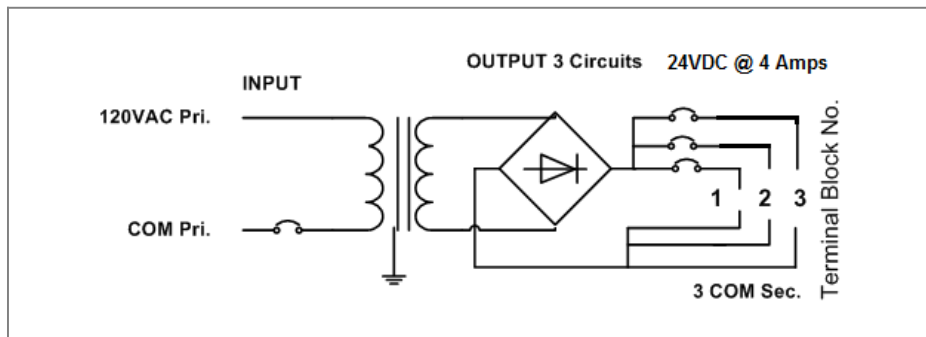 OUTPUT 3 Circuits 24VDC @ 4 Amps
INPUT
120VAC Pri.
COM Pri.
1 2 3
3 COM Sec.
Terminal Block No.